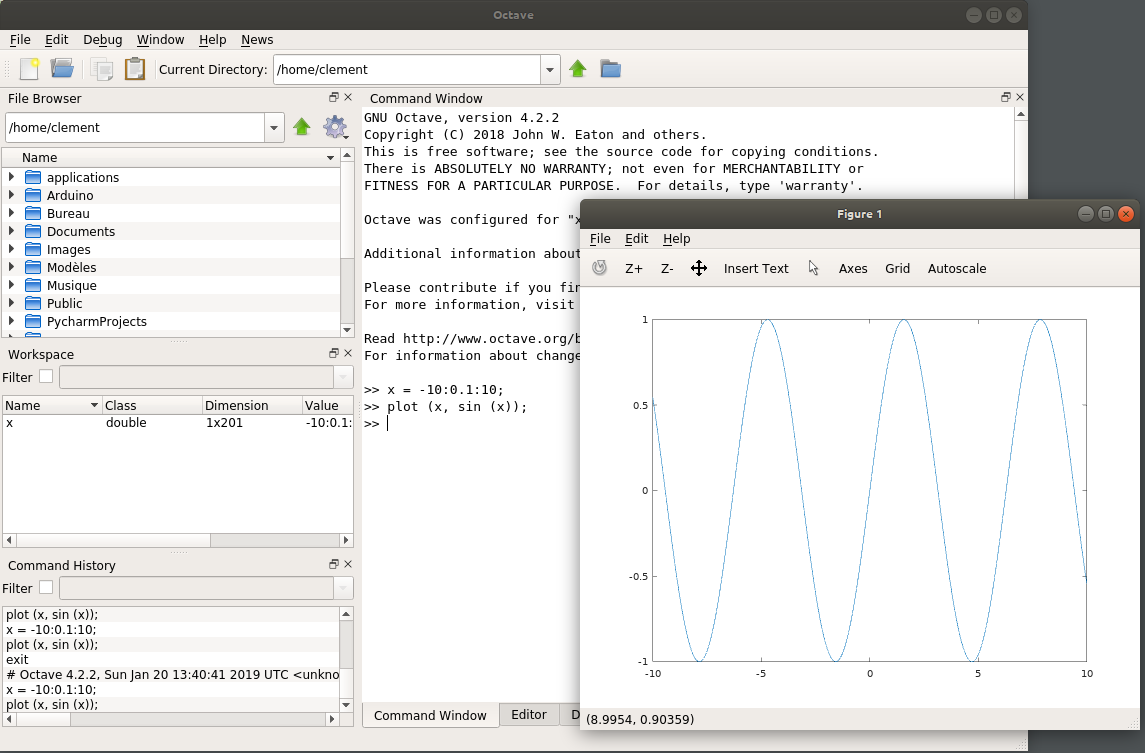 Octave
File Edit Debug Window Help News
Current Directory: /home/clement
File Browser
/home/clement
Name
applications
Arduino
Bureau
Documents
Images
Modèles
Musique
Public
PycharmProjects
Workspace
Filter
Name Class Dimension Value
x double 1x201 -10:0.1:
Command History
Filter
plot (x, sin (x));
x = -10:0.1:10;
plot (x, sin (x));
exit
# Octave 4.2.2, Sun Jan 20 13:40:41 2019 UTC <unkno
x = -10:0.1:10;
plot (x, sin (x));
Command Window
GNU Octave, version 4.2.2
Copyright (C) 2018 John W. Eaton and others.
This is free software; see the source code for copying conditions.
There is ABSOLUTELY NO WARRANTY; not even for MERCHANTABILITY or
FITNESS FOR A PARTICULAR PURPOSE.  For details, type 'warranty'.
Octave was configured for "x
Additional information about
Please contribute if you fin
For more information, visit
Read http://www.octave.org/b
For information about change
>> x = -10:0.1:10;
>> plot (x, sin (x));
>>
Command Window Editor D
Figure 1
File Edit Help
Z+ Z- Insert Text Axes Grid Autoscale
1
0.5
0
-0.5
-1
-10 -5 0 5 10
(8.9954, 0.90359)